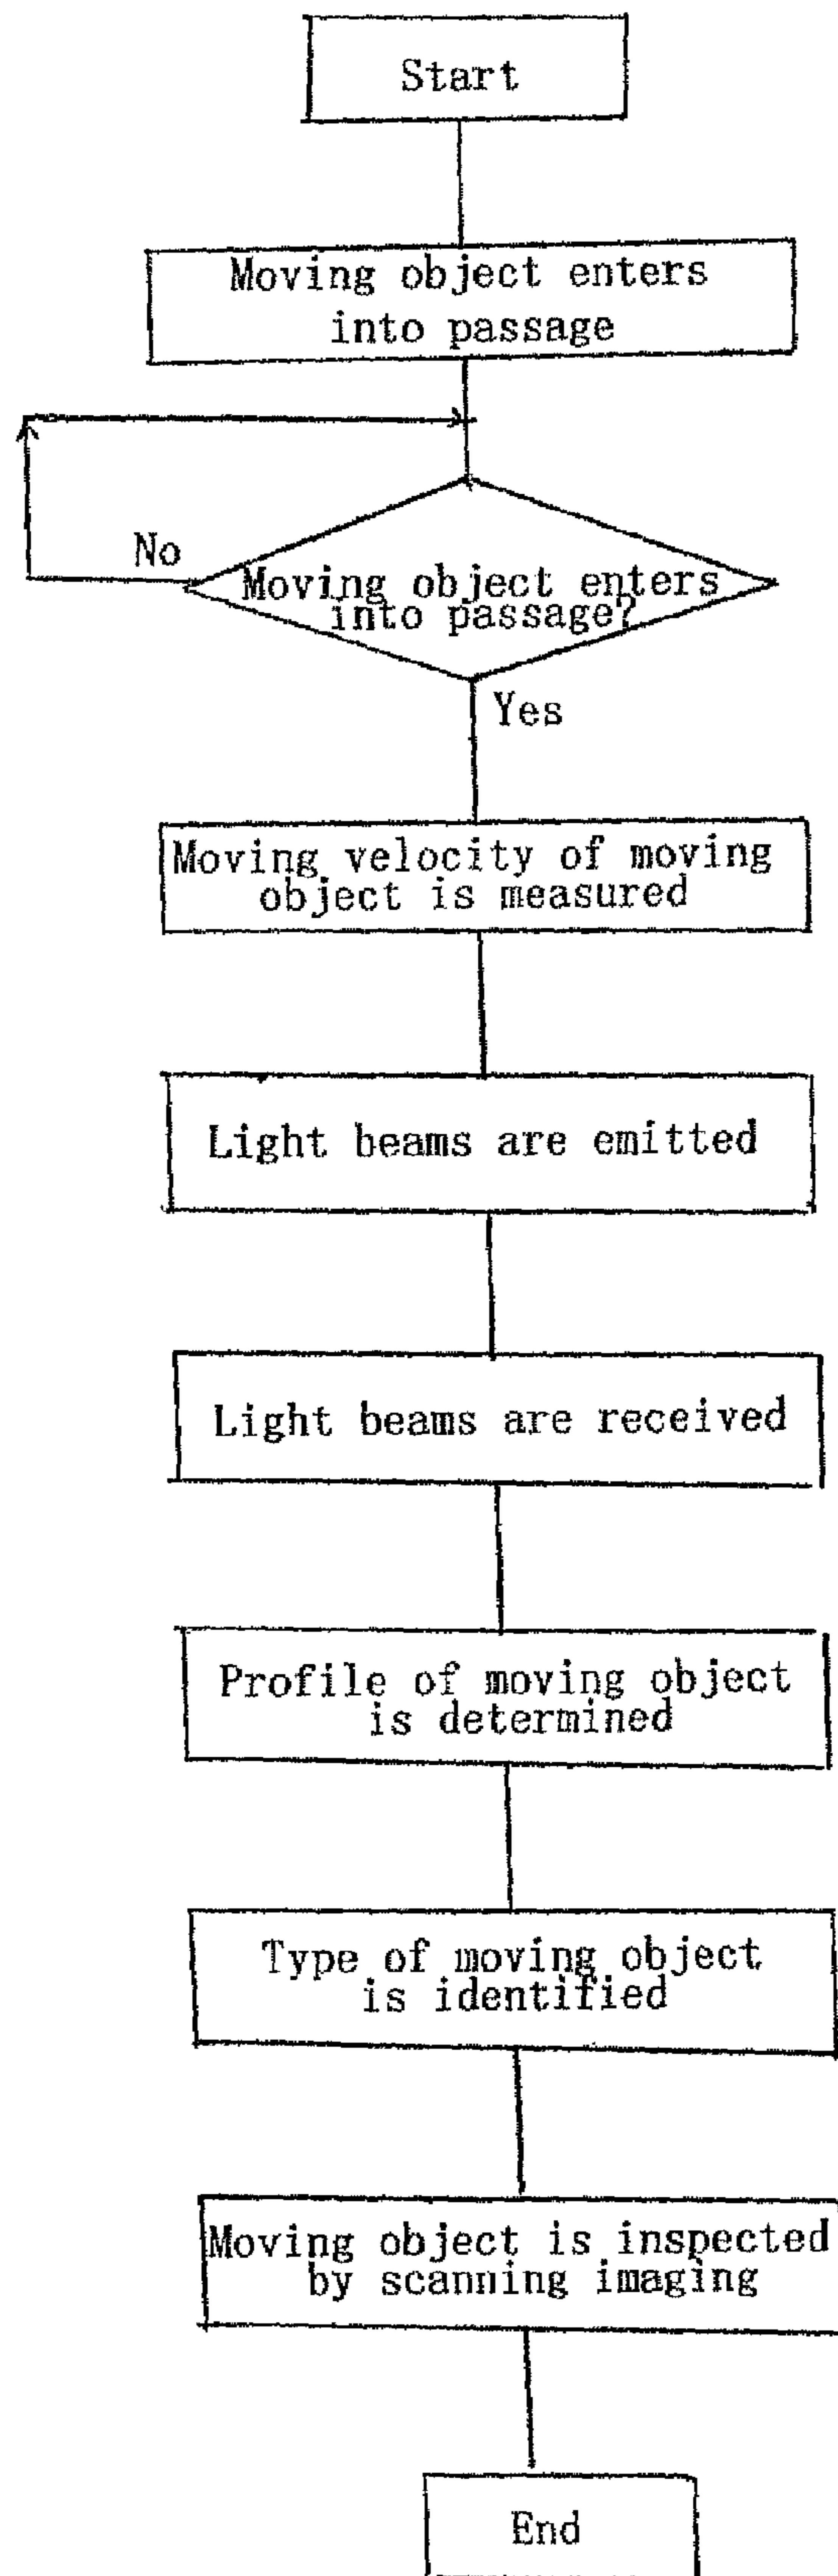 Start
Moving object enters
into passage
No
Moving object enters
into passage?
Yes
Moving velocity of moving
object is measured
Light beams are emitted
Light beams are received
Profile of moving object
is determined
Type of moving object
is identified
Moving object is inspected
by scanning imaging
End